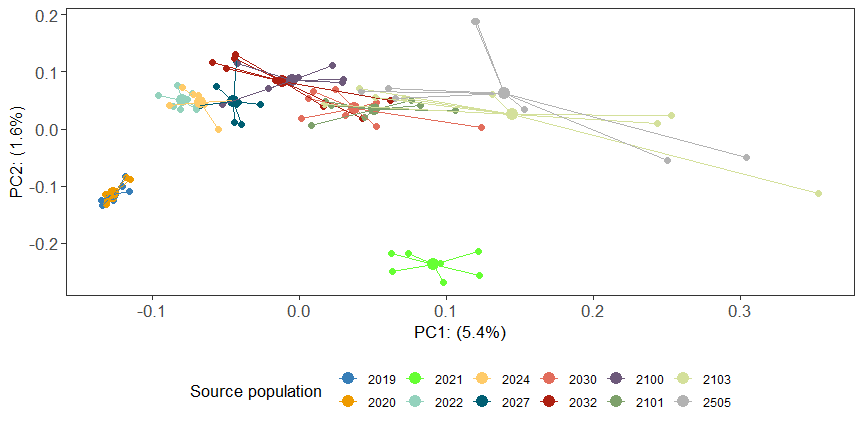 0.2
0.1
0.0
-0.1
-0.2
PC2: (1.6%)
-0.1 0.0 0.1 0.2 0.3
PC1: (5.4%)
Source population
2019 2021 2024 2030 2100 2103
2020 2022 2027 2032 2101 2505